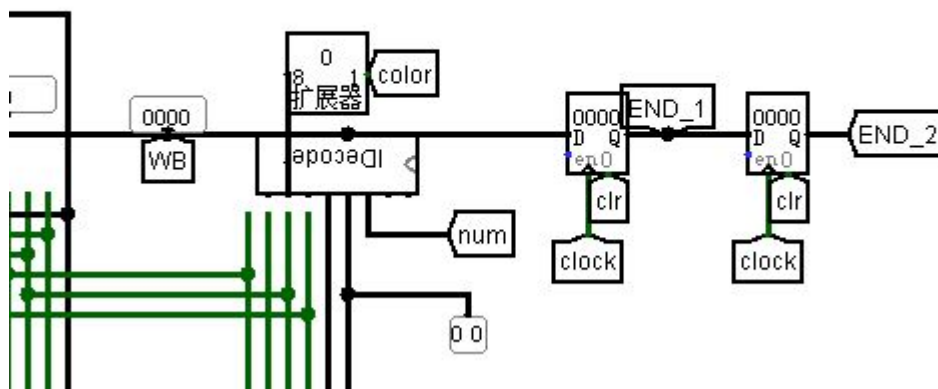 0
18 1
扩展器
color
0000
WB
IDecoder
0000
D Q
en 0
END_1
0000
D Q
en 0
END_2
clr
clr
clock
clock
num
0 0